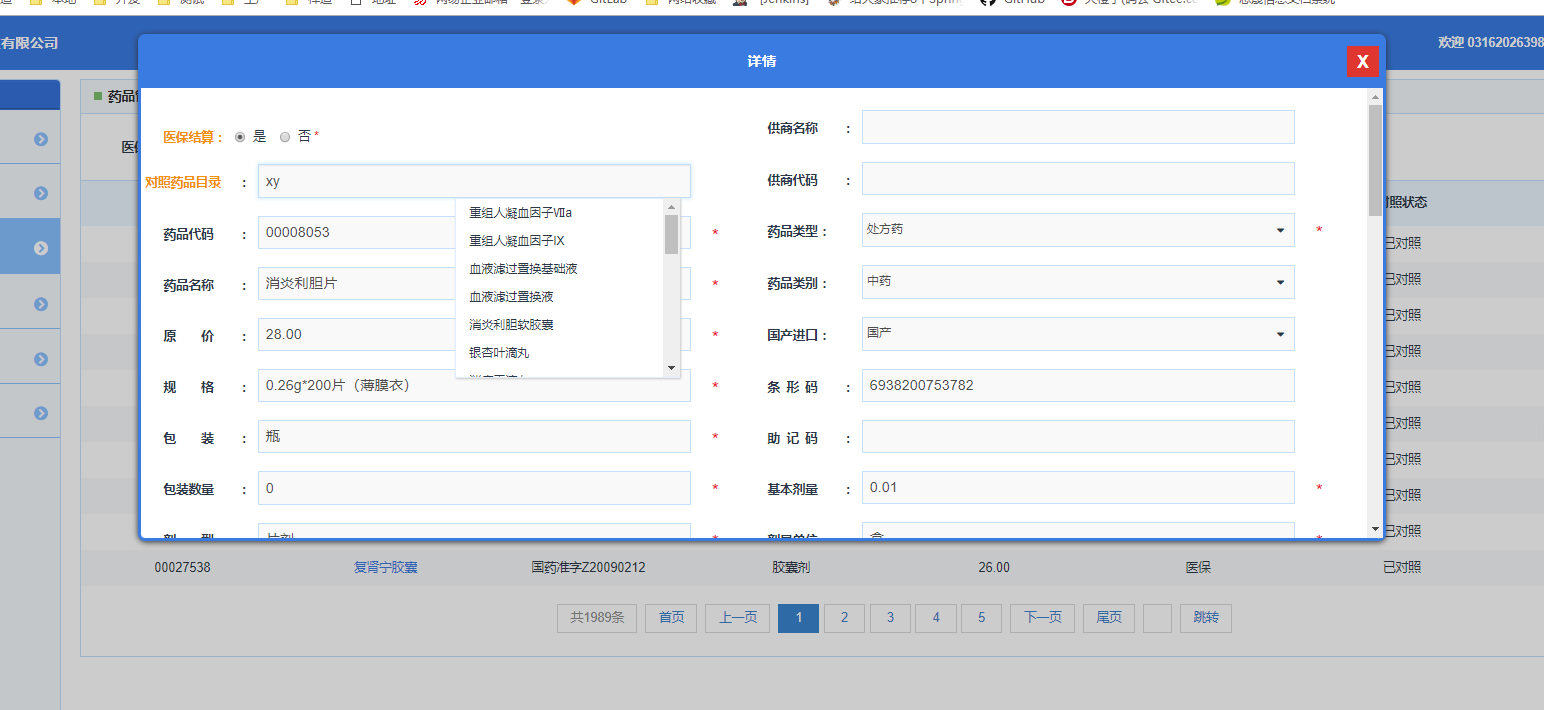 GitLab
[Jenkins]
GitHub
有限公司
欢迎 03162026398
详情
X
医保结算： 是 否 *
供商名称 ：
对照药品目录 ： xy
供商代码 ：
重组人凝血因子Ⅶa
重组人凝血因子IX
血液滤过置换基础液
血液滤过置换液
消炎利胆软胶囊
银杏叶滴丸
药品代码 ： 00008053 *
药品类型： 处方药 *
药品名称 ： 消炎利胆片 *
药品类别： 中药
原 价 ： 28.00 *
国产进口： 国产
规 格 ： 0.26g*200片（薄膜衣） *
条 形 码 ： 6938200753782
包 装 ： 瓶 *
助 记 码 ：
包装数量 ： 0 *
基本剂量 ： 0.01 *
照状态
已对照
已对照
已对照
已对照
已对照
已对照
已对照
已对照
已对照
00027538 复肾宁胶囊 国药准字Z20090212 胶囊剂 26.00 医保 已对照
共1989条 首页 上一页 1 2 3 4 5 下一页 尾页 跳转